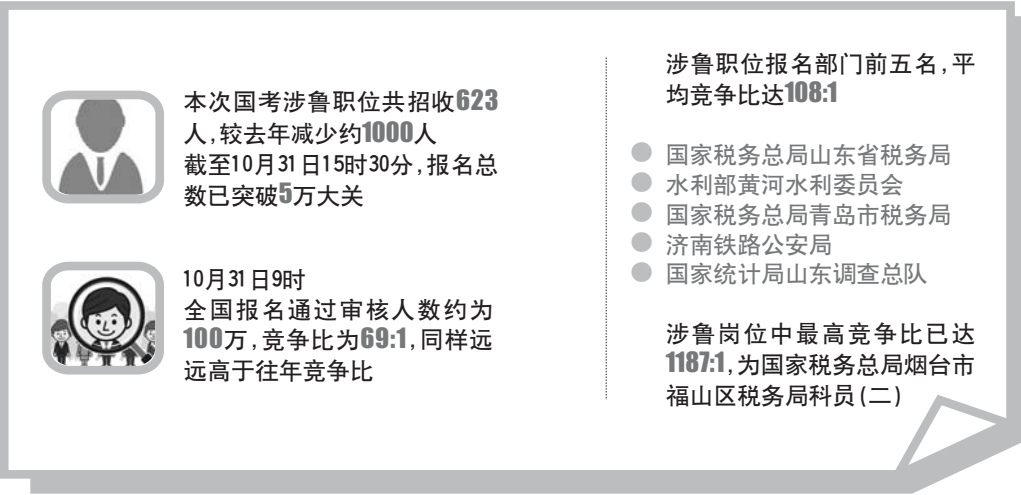 本次国考涉鲁职位共招收623
人，较去年减少约1000人
截至10月31日15时30分，报名总
数已突破5万大关
10月31日9时
全国报名通过审核人数约为
100万，竞争比为69:1，同样远
远高于往年竞争比
涉鲁职位报名部门前五名，平
均竞争比达108:1
国家税务总局山东省税务局
水利部黄河水利委员会
国家税务总局青岛市税务局
济南铁路公安局
国家统计局山东调查总队
涉鲁岗位中最高竞争比已达
1187:1，为国家税务总局烟台市
福山区税务局科员（二）